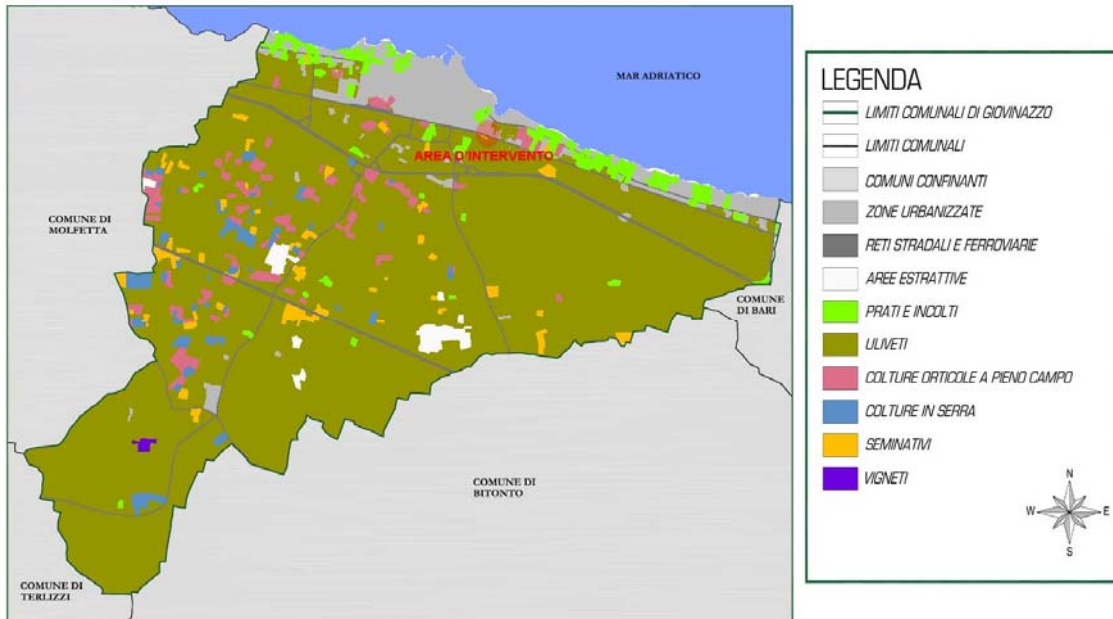 MAR ADRIATICO
AREA D'INTERVENTO
COMUNE DI
MOLFETTA
COMUNE
DI BARI
COMUNE DI
BITONTO
COMUNE DI
TERLIZZI
LEGENDA
LIMITI COMUNALI DI GIOVINAZZO
LIMITI COMUNALI
COMUNI CONFINANTI
ZONE URBANIZZATE
RETI STRADALI E FERROVIARIE
AREE ESTRATTIVE
PRATI E INCOLTI
ULIVETI
COLTURE ORTICOLE A PIENO CAMPO
COLTURE IN SERRA
SEMINATIVI
VIGNETI
N
W
E
S